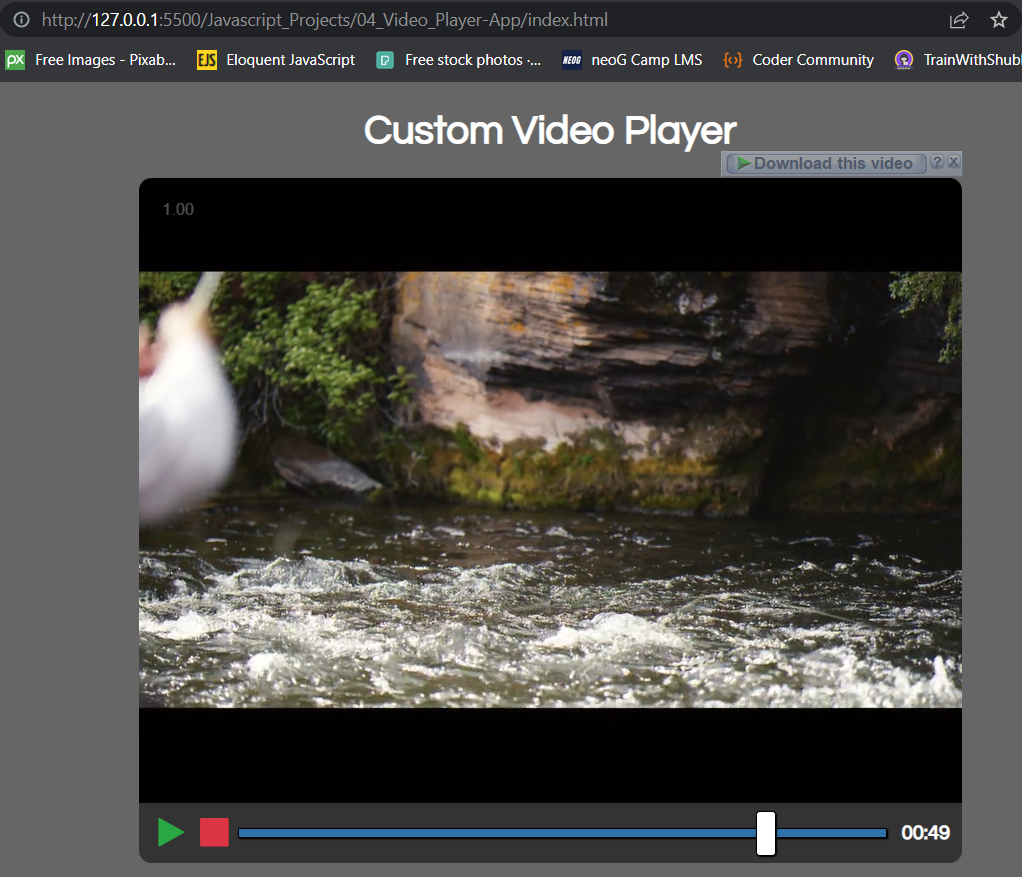 http://127.0.0.1:5500/Javascript_Projects/04_Video_Player-App/index.html
PX Free Images - Pixab... EJS Eloquent JavaScript P Free stock photos ·... NEOG neoG Camp LMS Coder Community TrainWithShub
Custom Video Player
Download this video ? X
1.00
00:49